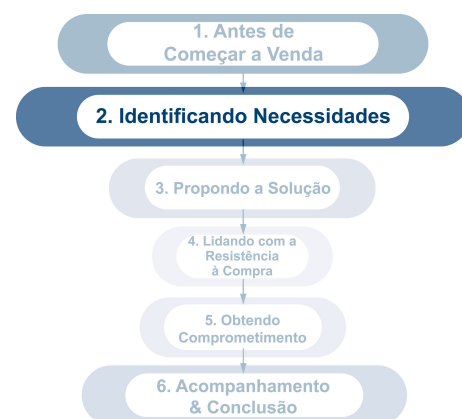 1. Antes de
Começar a Venda
2. Identificando Necessidades
3. Propondo a Solução
4. Lidando com a
Resistência
à Compra
5. Obtendo
Comprometimento
6. Acompanhamento
& Conclusão